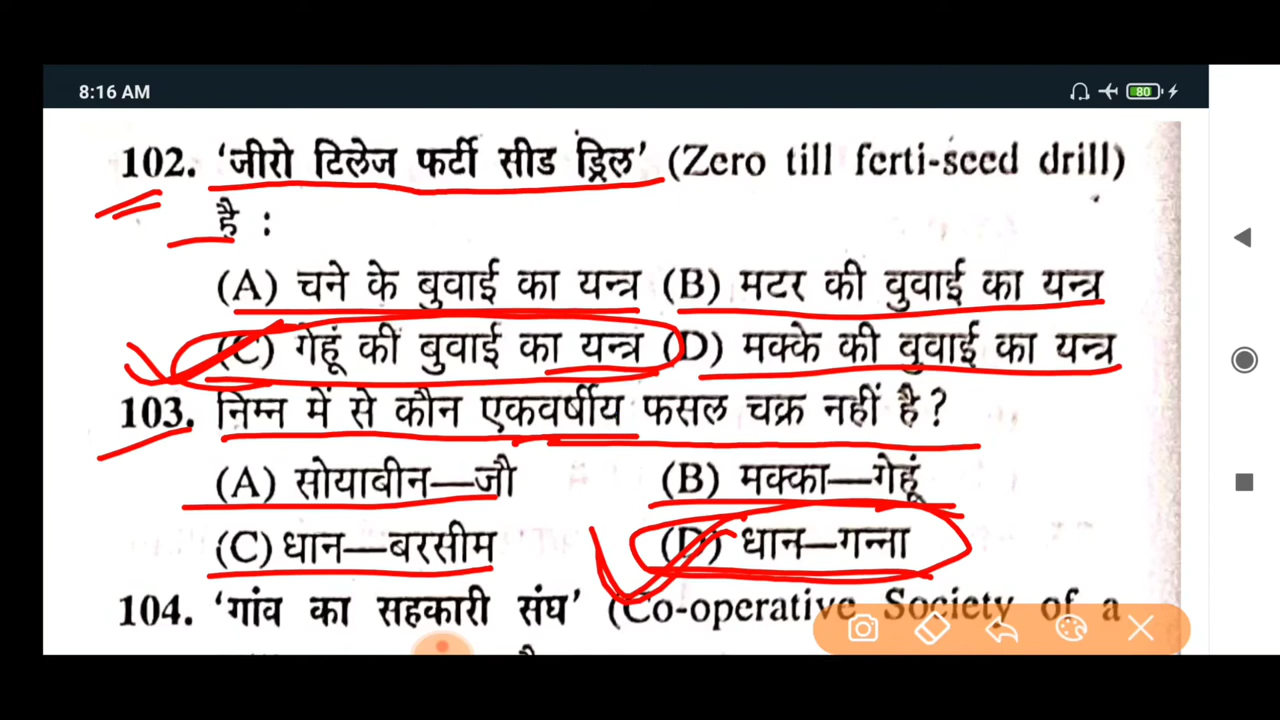 8:16 AM
80
102. 'जीरो टिलेज फर्टी सीड ड्रिल' (Zero till ferti-seed drill)
है :
(A) चने के बुवाई का यन्त्र (B) मटर की वुवाई का यन्त्र
(C) गेहूं की बुवाई का यन्त्र (D) मक्के की वुवाई का यन्त्र
103. निम्न में से कौन एकवर्षीय फसल चक्र नहीं है ?
(A) सोयाबीन—जौ (B) मक्का—गेहूं
(C) धान—बरसीम (D) धान—गन्ना
104. 'गांव का सहकारी संघ' (Co-operative Society of a